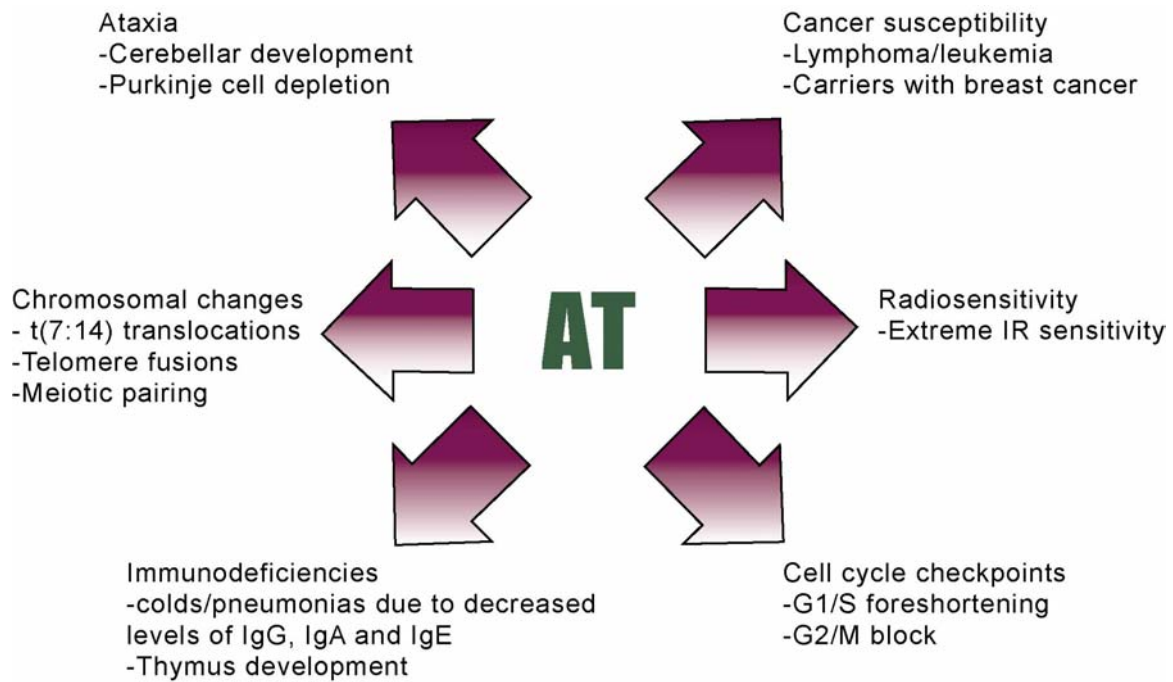 Ataxia
-Cerebellar development
-Purkinje cell depletion
Cancer susceptibility
-Lymphoma/leukemia
-Carriers with breast cancer
Chromosomal changes
- t(7:14) translocations
-Telomere fusions
-Meiotic pairing
AT
Radiosensitivity
-Extreme IR sensitivity
Immunodeficiencies
-colds/pneumonias due to decreased
levels of IgG, IgA and IgE
-Thymus development
Cell cycle checkpoints
-G1/S foreshortening
-G2/M block